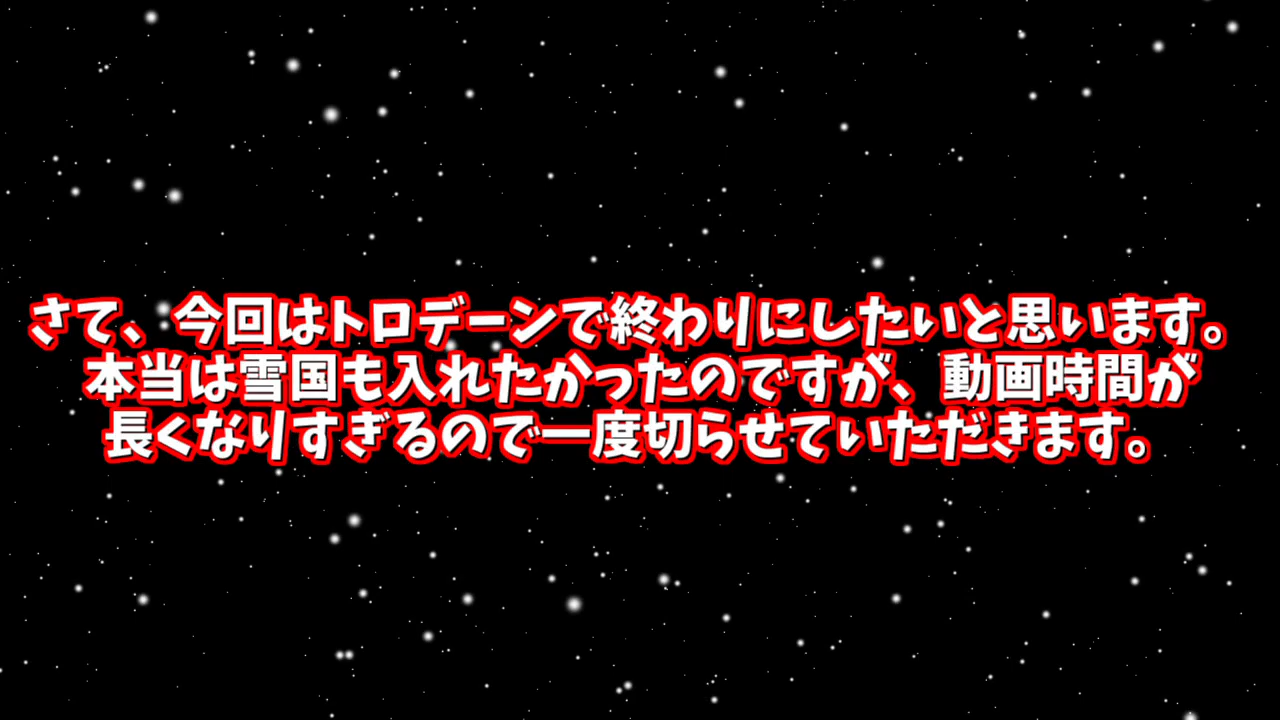 さて、今回はトロデーンで終わりにしたいと思います。
本当は雪国も入れたかったのですが、動画時間が
長くなりすぎるので一度切らせていただきます。